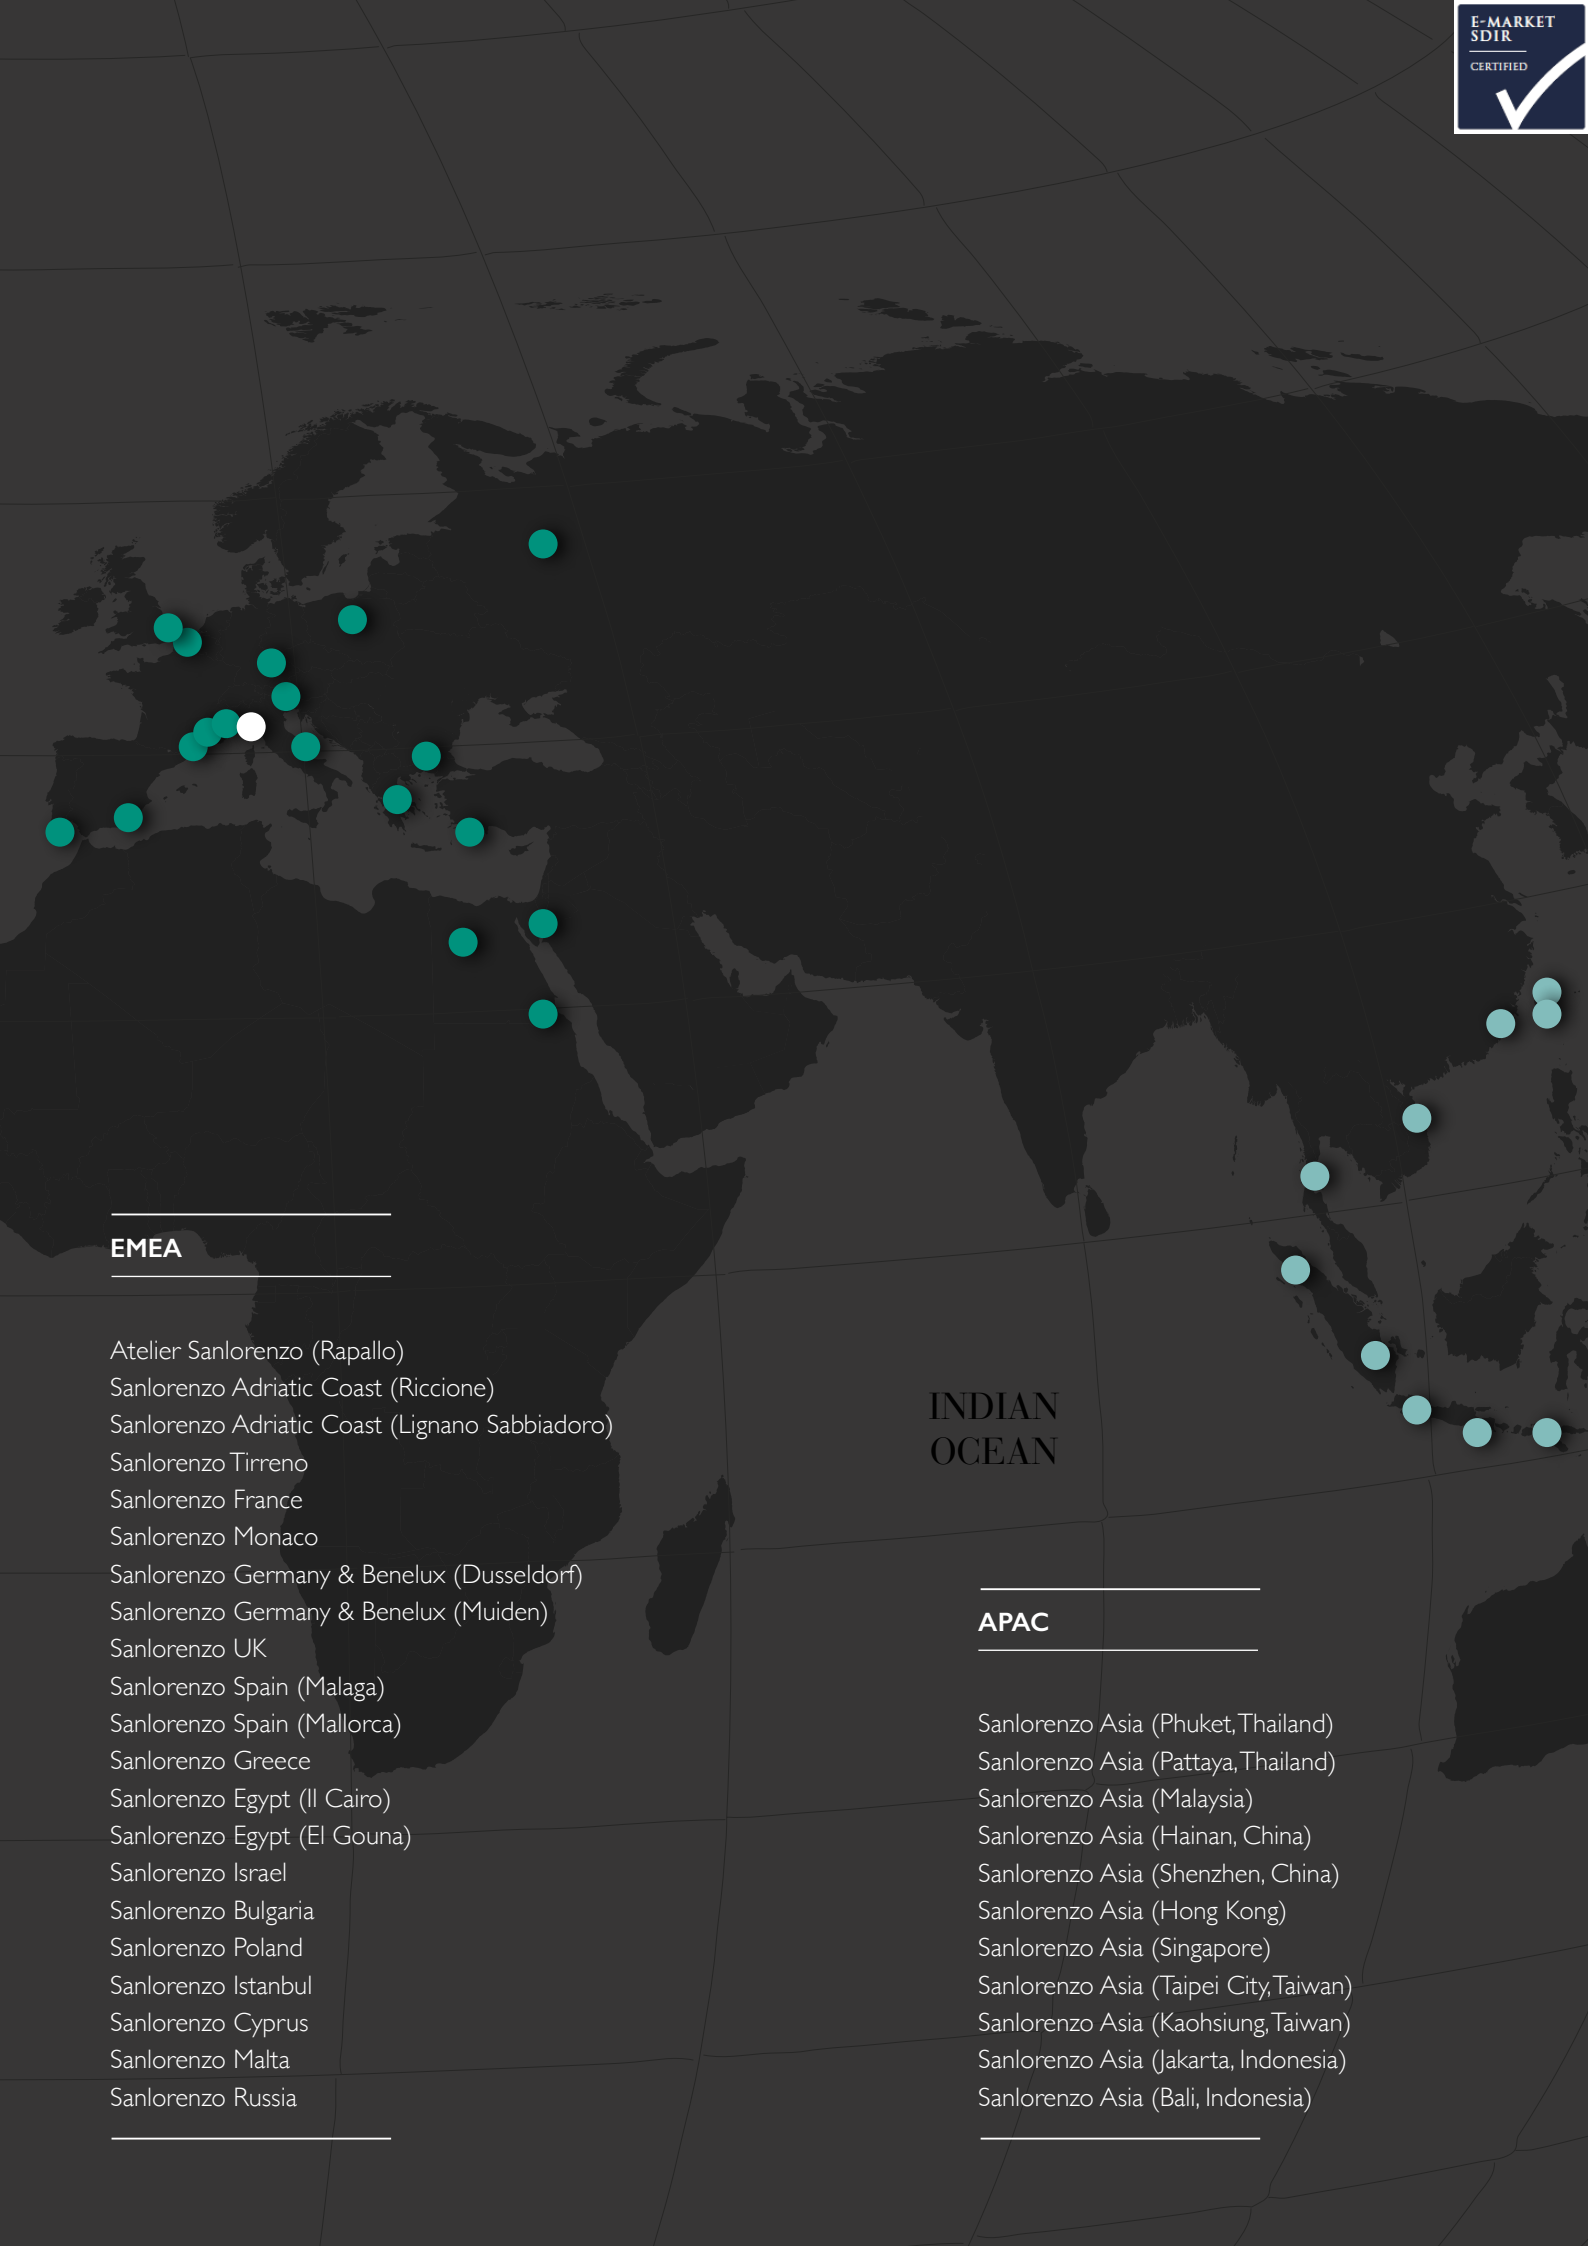 E-MARKET
SDIR
CERTIFIED
EMEA
Atelier Sanlorenzo (Rapallo)
Sanlorenzo Adriatic Coast (Riccione)
Sanlorenzo Adriatic Coast (Lignano Sabbiadoro)
Sanlorenzo Tirreno
Sanlorenzo France
Sanlorenzo Monaco
Sanlorenzo Germany & Benelux (Dusseldorf)
Sanlorenzo Germany & Benelux (Muiden)
Sanlorenzo UK
Sanlorenzo Spain (Malaga)
Sanlorenzo Spain (Mallorca)
Sanlorenzo Greece
Sanlorenzo Egypt (Il Cairo)
Sanlorenzo Egypt (El Gouna)
Sanlorenzo Israel
Sanlorenzo Bulgaria
Sanlorenzo Poland
Sanlorenzo Istanbul
Sanlorenzo Cyprus
Sanlorenzo Malta
Sanlorenzo Russia
INDIAN
OCEAN
APAC
Sanlorenzo Asia (Phuket, Thailand)
Sanlorenzo Asia (Pattaya, Thailand)
Sanlorenzo Asia (Malaysia)
Sanlorenzo Asia (Hainan, China)
Sanlorenzo Asia (Shenzhen, China)
Sanlorenzo Asia (Hong Kong)
Sanlorenzo Asia (Singapore)
Sanlorenzo Asia (Taipei City, Taiwan)
Sanlorenzo Asia (Kaohsiung, Taiwan)
Sanlorenzo Asia (Jakarta, Indonesia)
Sanlorenzo Asia (Bali, Indonesia)